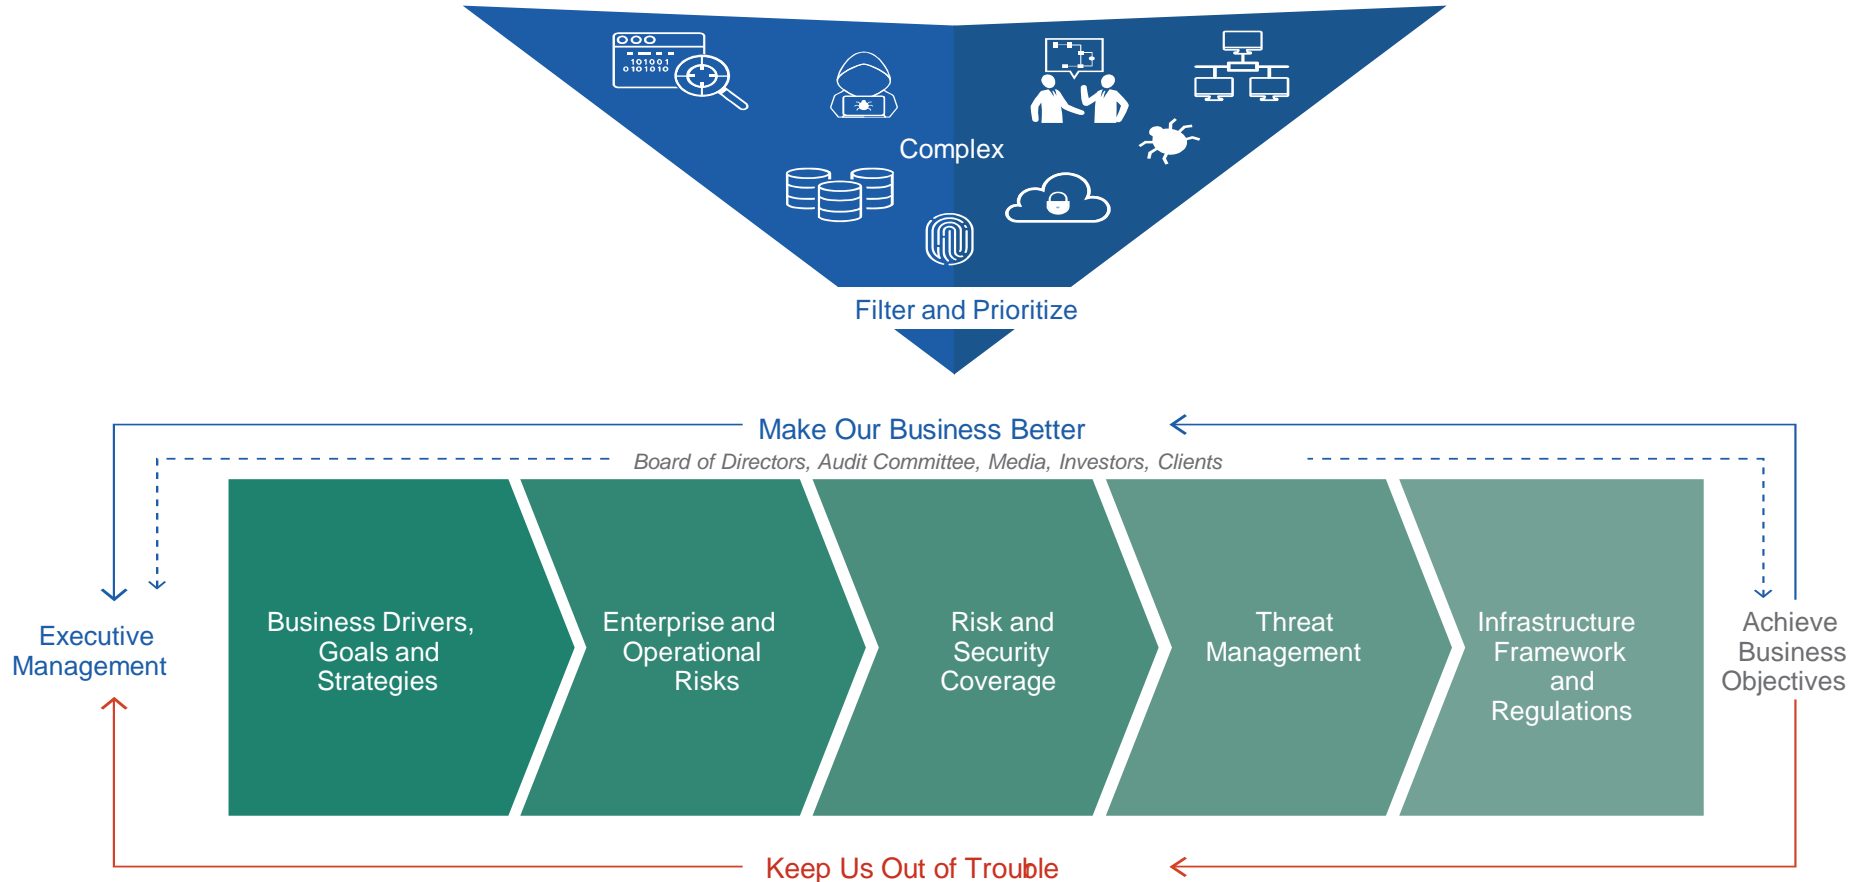 101001
0101010
Complex
Filter and Prioritize
Make Our Business Better
Board of Directors, Audit Committee, Media, Investors, Clients
Executive
Management
Business Drivers,
Goals and
Strategies
Enterprise and
Operational
Risks
Risk and
Security
Coverage
Threat
Management
Infrastructure
Framework
and
Regulations
Achieve
Business
Objectives
Keep Us Out of Trouble